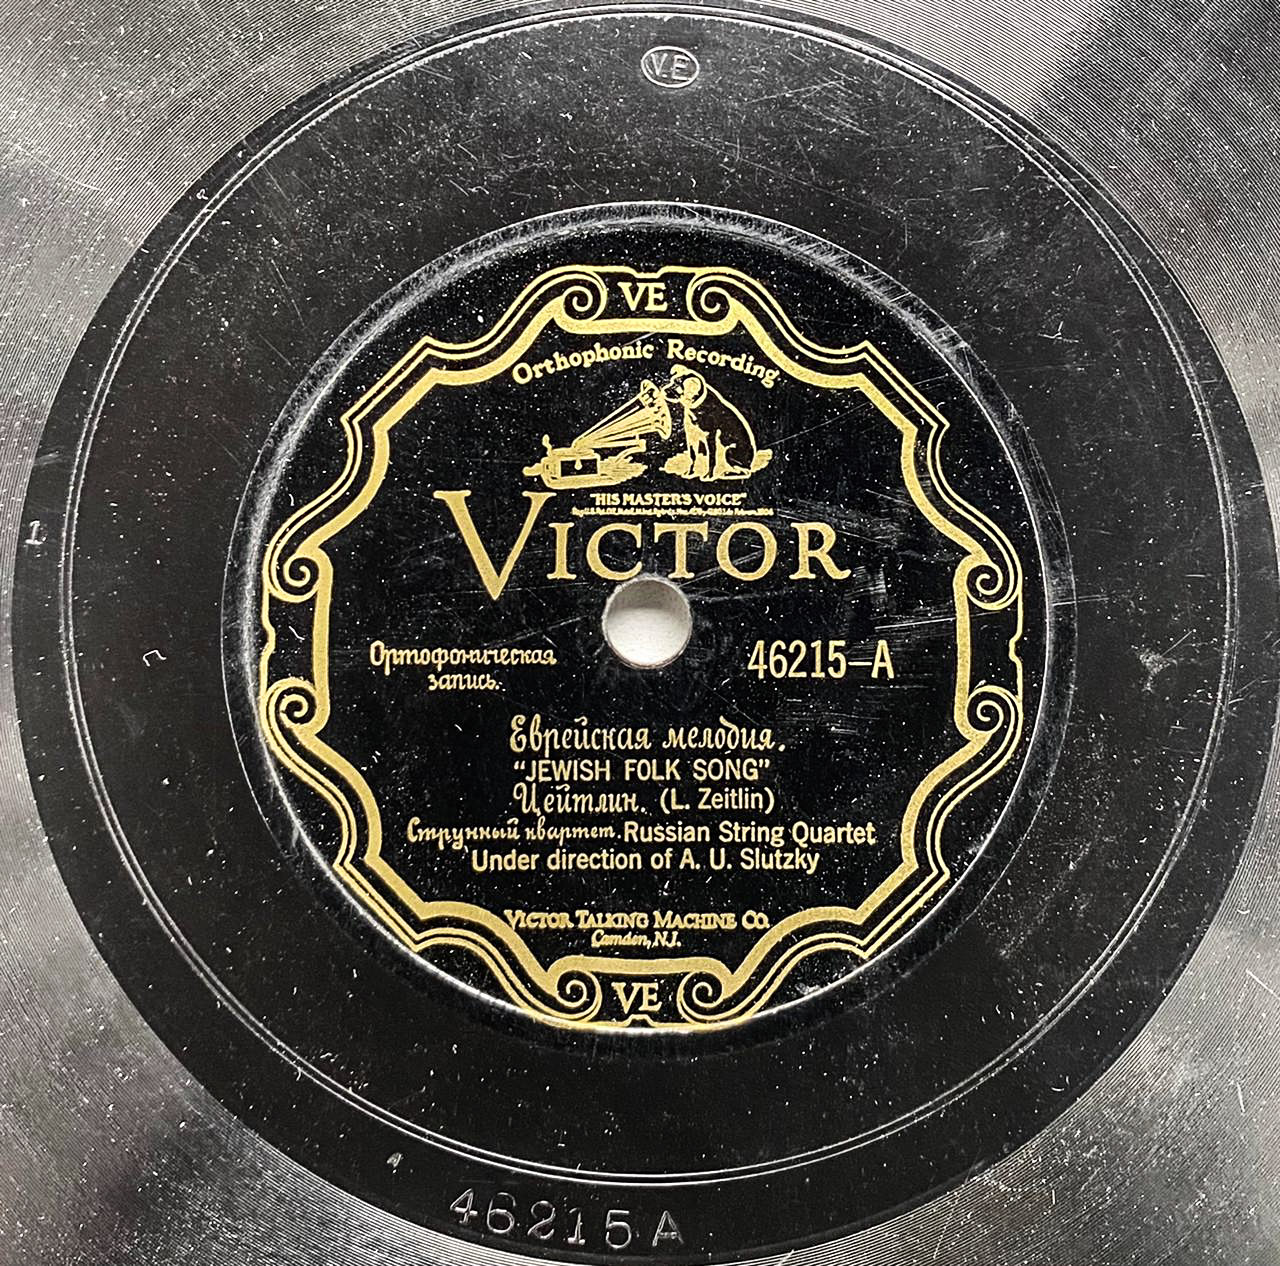 V.E
VE
Orthophonic Recording
"HIS MASTER'S VOICE"
VICTOR
Ортофоническая
запись.
46215-A
Еврейская мелодия.
"JEWISH FOLK SONG"
Цейтлин. (L. Zeitlin)
Струнный квартет. Russian String Quartet
Under direction of A. U. Slutzky
VICTOR TALKING MACHINE CO.
Camden, N.J.
VE
46215 A